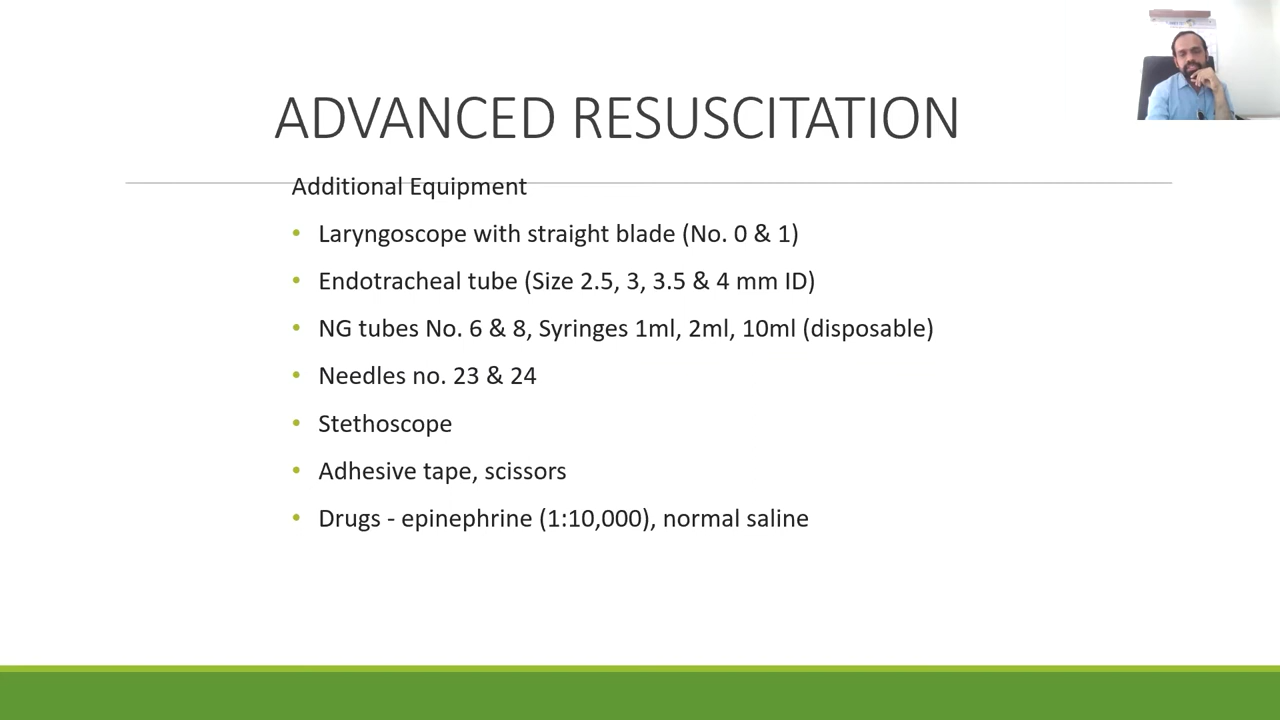 ADVANCED RESUSCITATION
Additional Equipment
• Laryngoscope with straight blade (No. 0 & 1)
• Endotracheal tube (Size 2.5, 3, 3.5 & 4 mm ID)
• NG tubes No. 6 & 8, Syringes 1ml, 2ml, 10ml (disposable)
• Needles no. 23 & 24
• Stethoscope
• Adhesive tape, scissors
• Drugs - epinephrine (1:10,000), normal saline